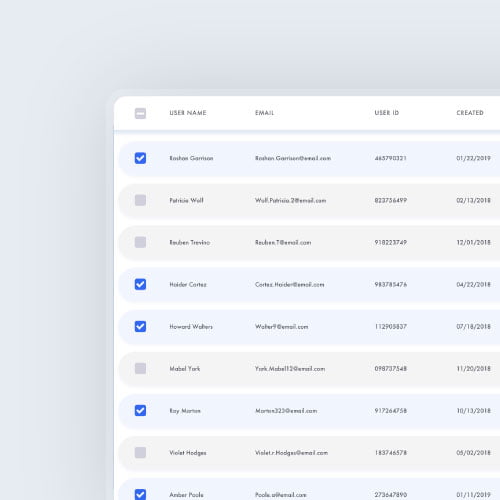 USER NAME EMAIL USER ID CREATED
Roshan Garrison Roshan.Garrison@email.com 465790321 01/22/2019
Patricia Wolf Wolf.Patricia.2@email.com 823756499 02/13/2018
Reuben Trevino Reuben.T@email.com 918223749 12/01/2018
Haider Cortez Cortez.Haider@email.com 983785476 04/22/2018
Howard Walters Walter9@email.com 112905837 07/18/2018
Mabel York York.Mabel12@email.com 098737548 11/20/2018
Roy Morton Morton323@email.com 917264758 10/13/2018
Violet Hodges Violet.r.Hodges@email.com 183746578 05/02/2018
Amber Poole Poole.a@email.com 273647890 01/11/2019